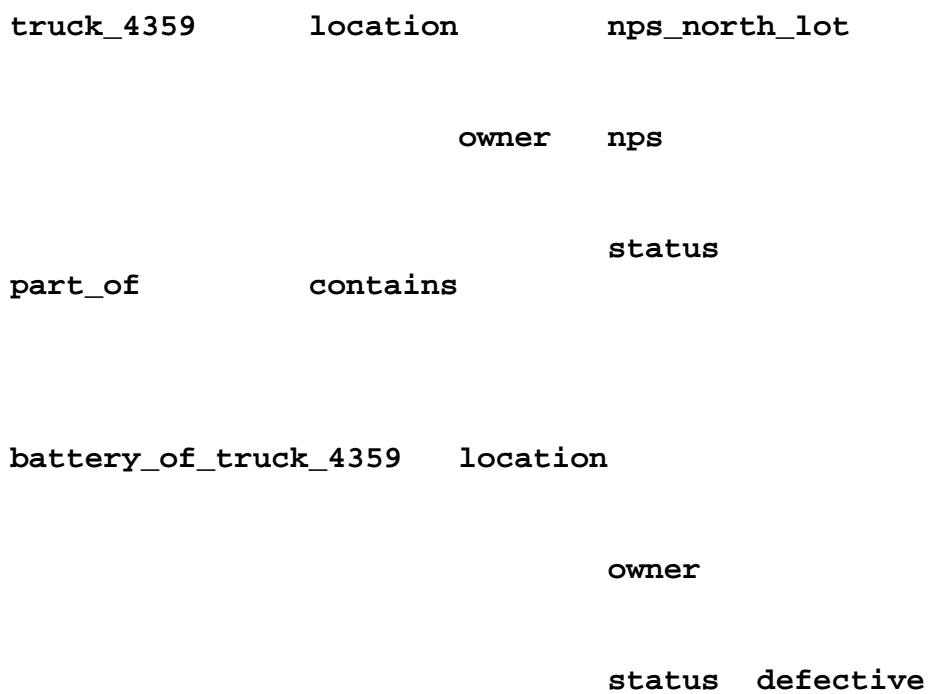 truck_4359 location nps_north_lot
owner nps
status
part_of contains
battery_of_truck_4359 location
owner
status defective